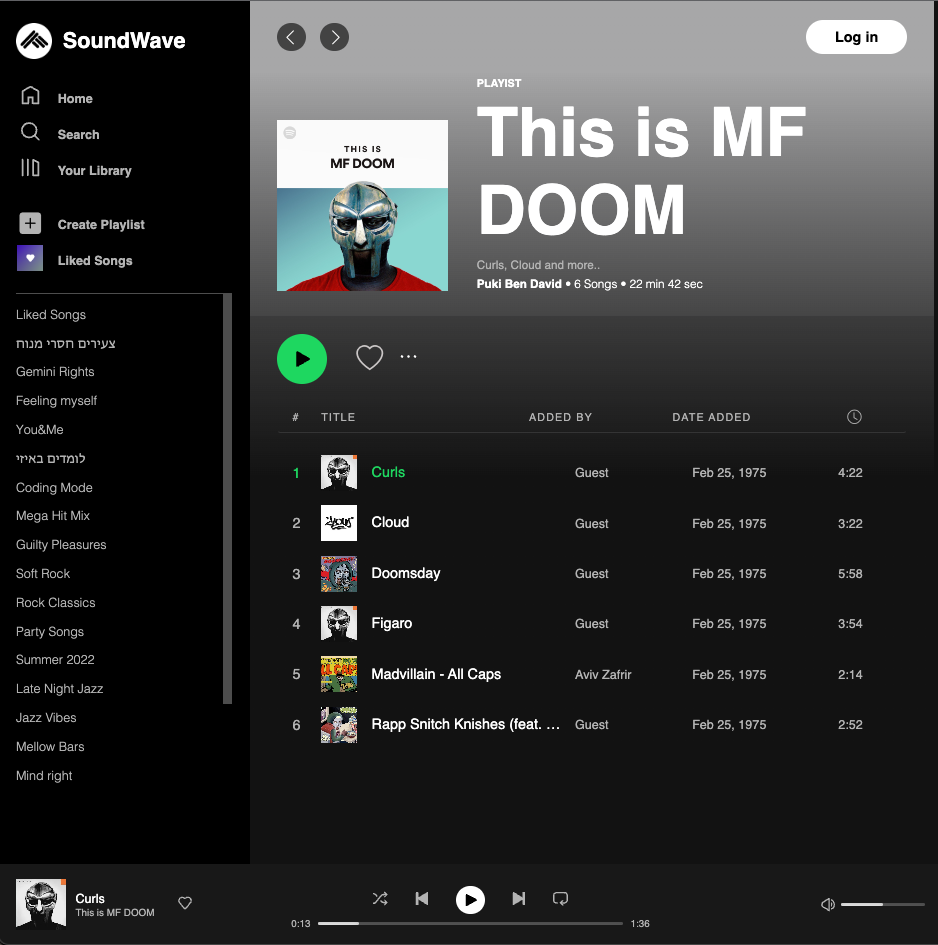 SoundWave
Home
Search
Your Library
Create Playlist
Liked Songs
Liked Songs
צעירים חסרי מנוח
Gemini Rights
Feeling myself
You&Me
לומדים באיזי
Coding Mode
Mega Hit Mix
Guilty Pleasures
Soft Rock
Rock Classics
Party Songs
Summer 2022
Late Night Jazz
Jazz Vibes
Mellow Bars
Mind right
Log in
THIS IS
MF DOOM
PLAYIST
This is MF
DOOM
Curls, Cloud and more..
Puki Ben David • 6 Songs • 22 min 42 sec
# TITLE ADDED BY DATE ADDED
1 Curls Guest Feb 25, 1975 4:22
2 Cloud Guest Feb 25, 1975 3:22
3 Doomsday Guest Feb 25, 1975 5:58
4 Figaro Guest Feb 25, 1975 3:54
5 Madvillain - All Caps Aviv Zafrir Feb 25, 1975 2:14
6 Rapp Snitch Knishes (feat. … Guest Feb 25, 1975 2:52
Curls
This is MF DOOM
0:13 1:36